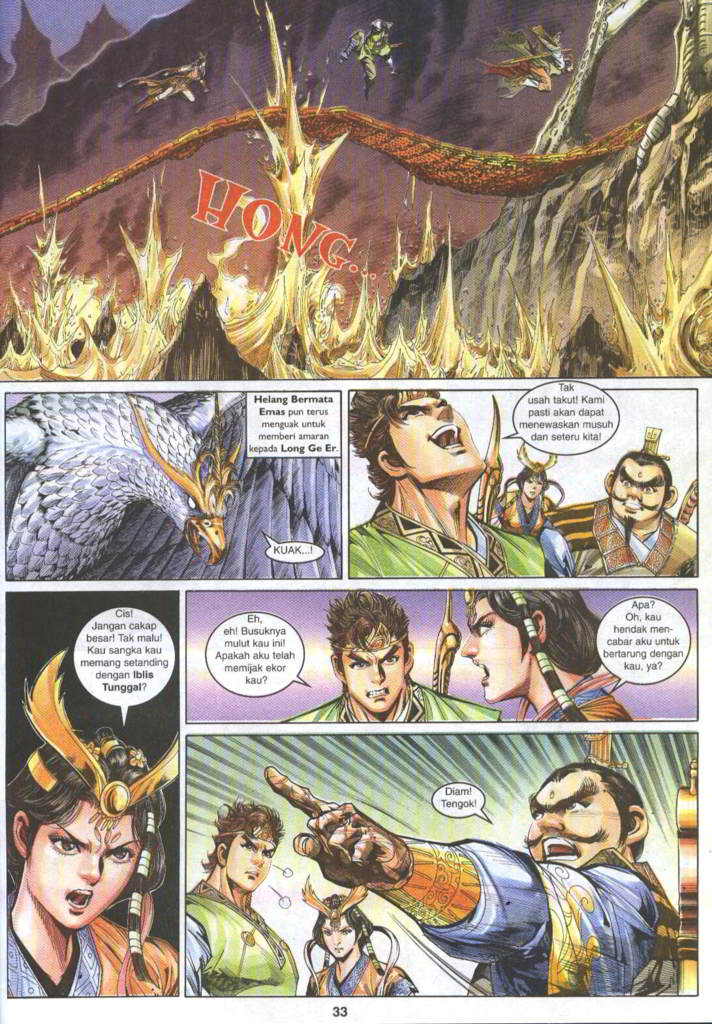 HONG...
Helang Bermata
Emas pun terus
menguak untuk
memberi amaran
kepada Long Ge Er.
KUAK...!
Tak
usah takut! Kami
pasti akan dapat
menewaskan musuh
dan seteru kita!
Cis!
Jangan cakap
besar! Tak malu!
Kau sangka kau
memang setanding
dengan Iblis
Tunggal?
Eh,
eh! Busuknya
mulut kau ini!
Apakah aku telah
memijak ekor
kau?
Apa?
Oh, kau
hendak men-
cabar aku untuk
bertarung dengan
kau, ya?
Diam!
Tengok!
33